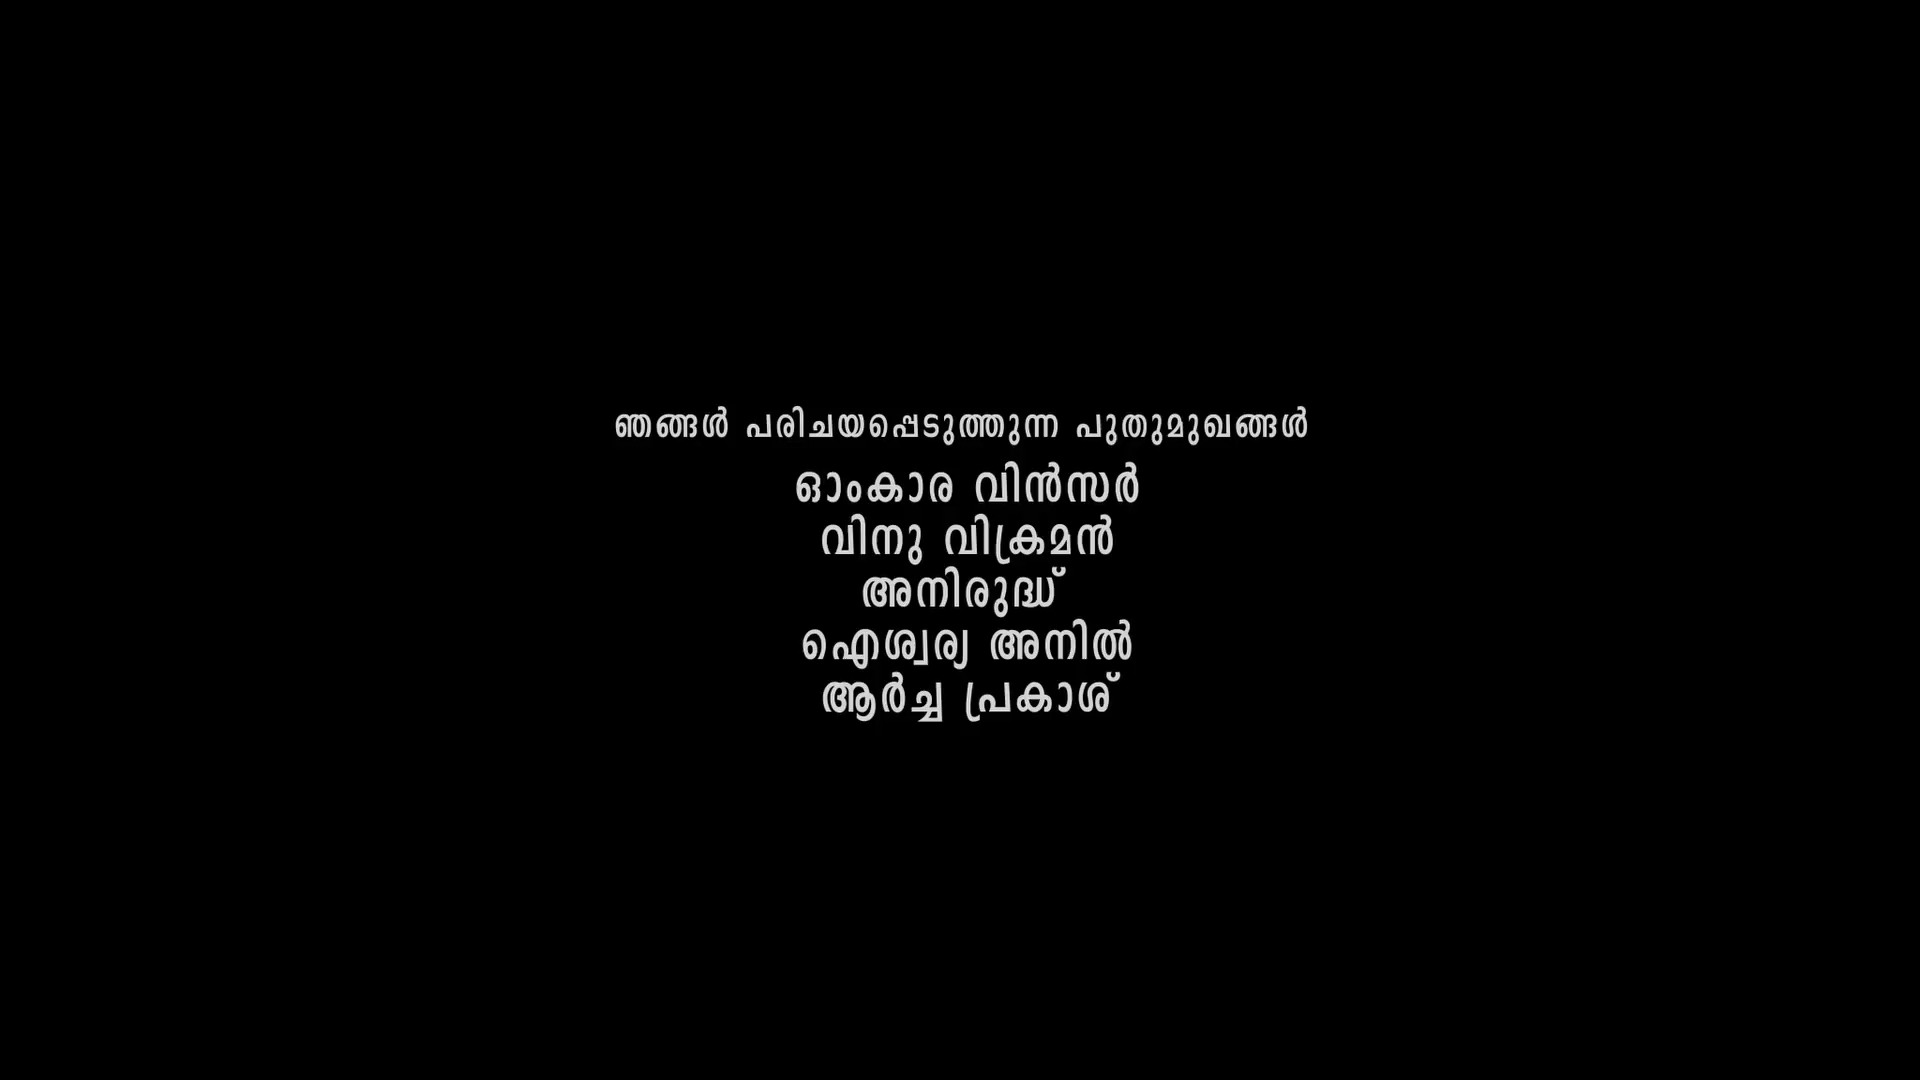 ഞങ്ങൾ പരിചയപ്പെടുത്തുന്ന പുതുമുഖങ്ങൾ
ഓംകാര വിൻസർ
വിനു വിക്രമൻ
അനിരുദ്ധ്
ഐശ്വര്യ അനിൽ
ആർച്ച പ്രകാശ്